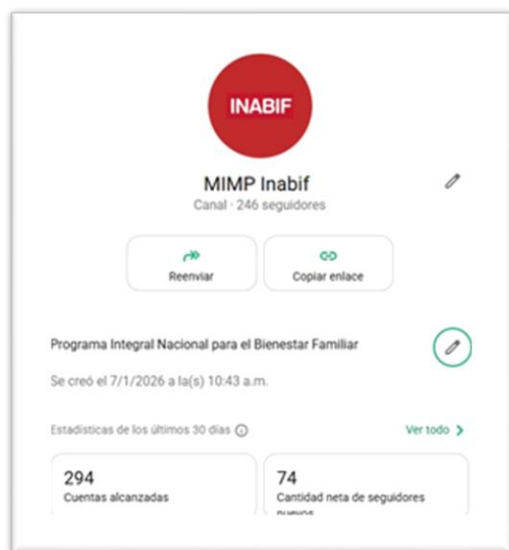 INABIF
MIMP Inabif
Canal · 246 seguidores
Reenviar
Copiar enlace
Programa Integral Nacional para el Bienestar Familiar
Se creó el 7/1/2026 a la(s) 10:43 a.m.
Estadísticas de los últimos 30 días
Ver todo
294
Cuentas alcanzadas
74
Cantidad neta de seguidores
nuevos